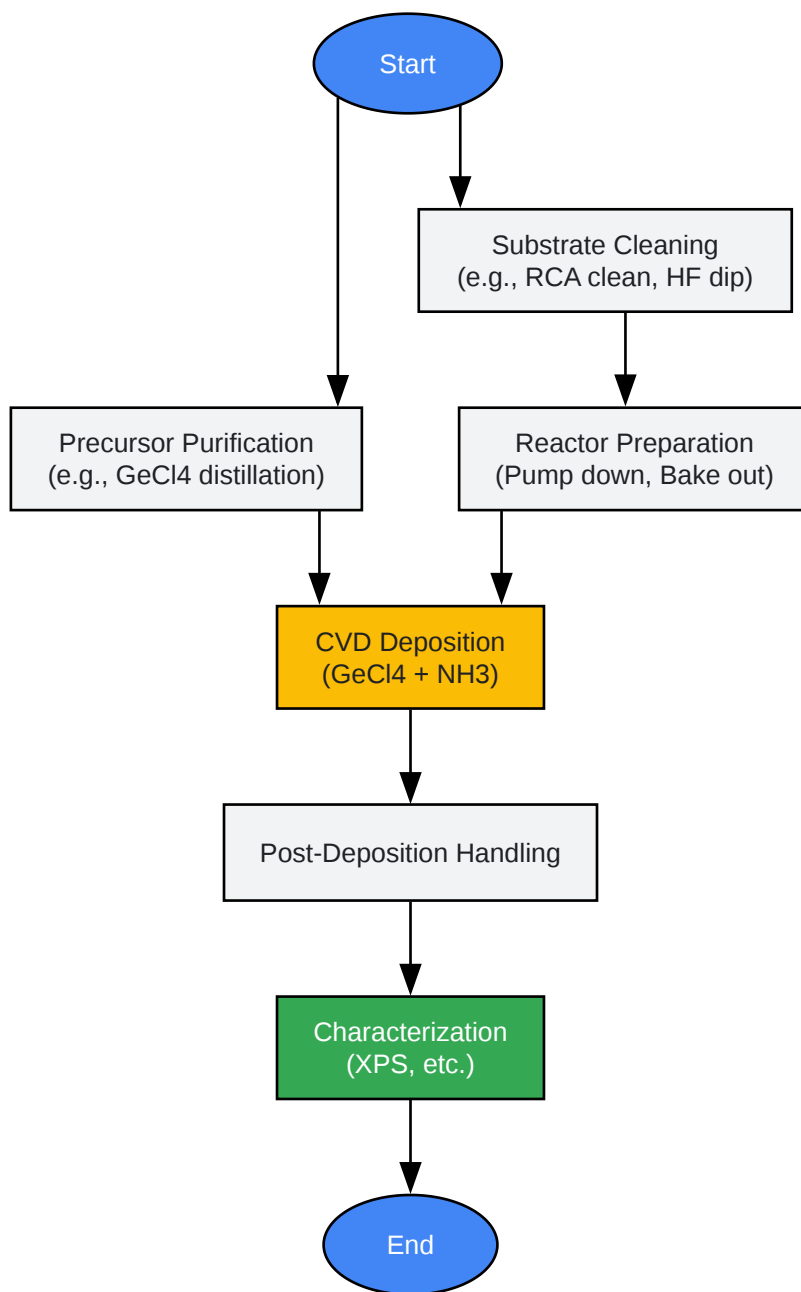 Start
Substrate Cleaning
(e.g., RCA clean, HF dip)
Precursor Purification
(e.g., GeCl4 distillation)
Reactor Preparation
(Pump down, Bake out)
CVD Deposition
(GeCl4 + NH3)
Post-Deposition Handling
Characterization
(XPS, etc.)
End